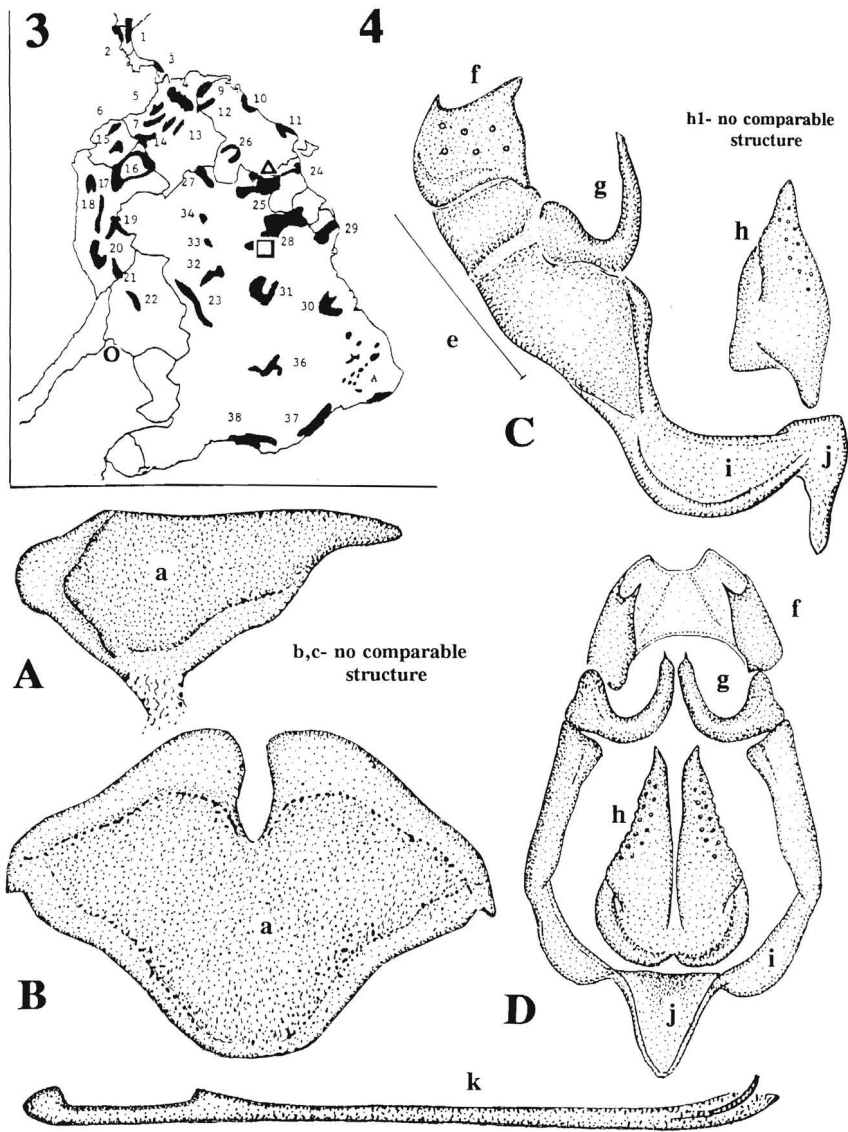 3
1
2
3
4
5
9
10
6
7
12
11
15
14
13
26
16
24
17
27
25
18
34
19
28
29
33
20
32
21
31
30
22
23
O
36
A
38
37
4
f
h1- no comparable
structure
g
h
e
C
i
j
a
A
b,c- no comparable
structure
f
g
h
a
i
B
D
j
k